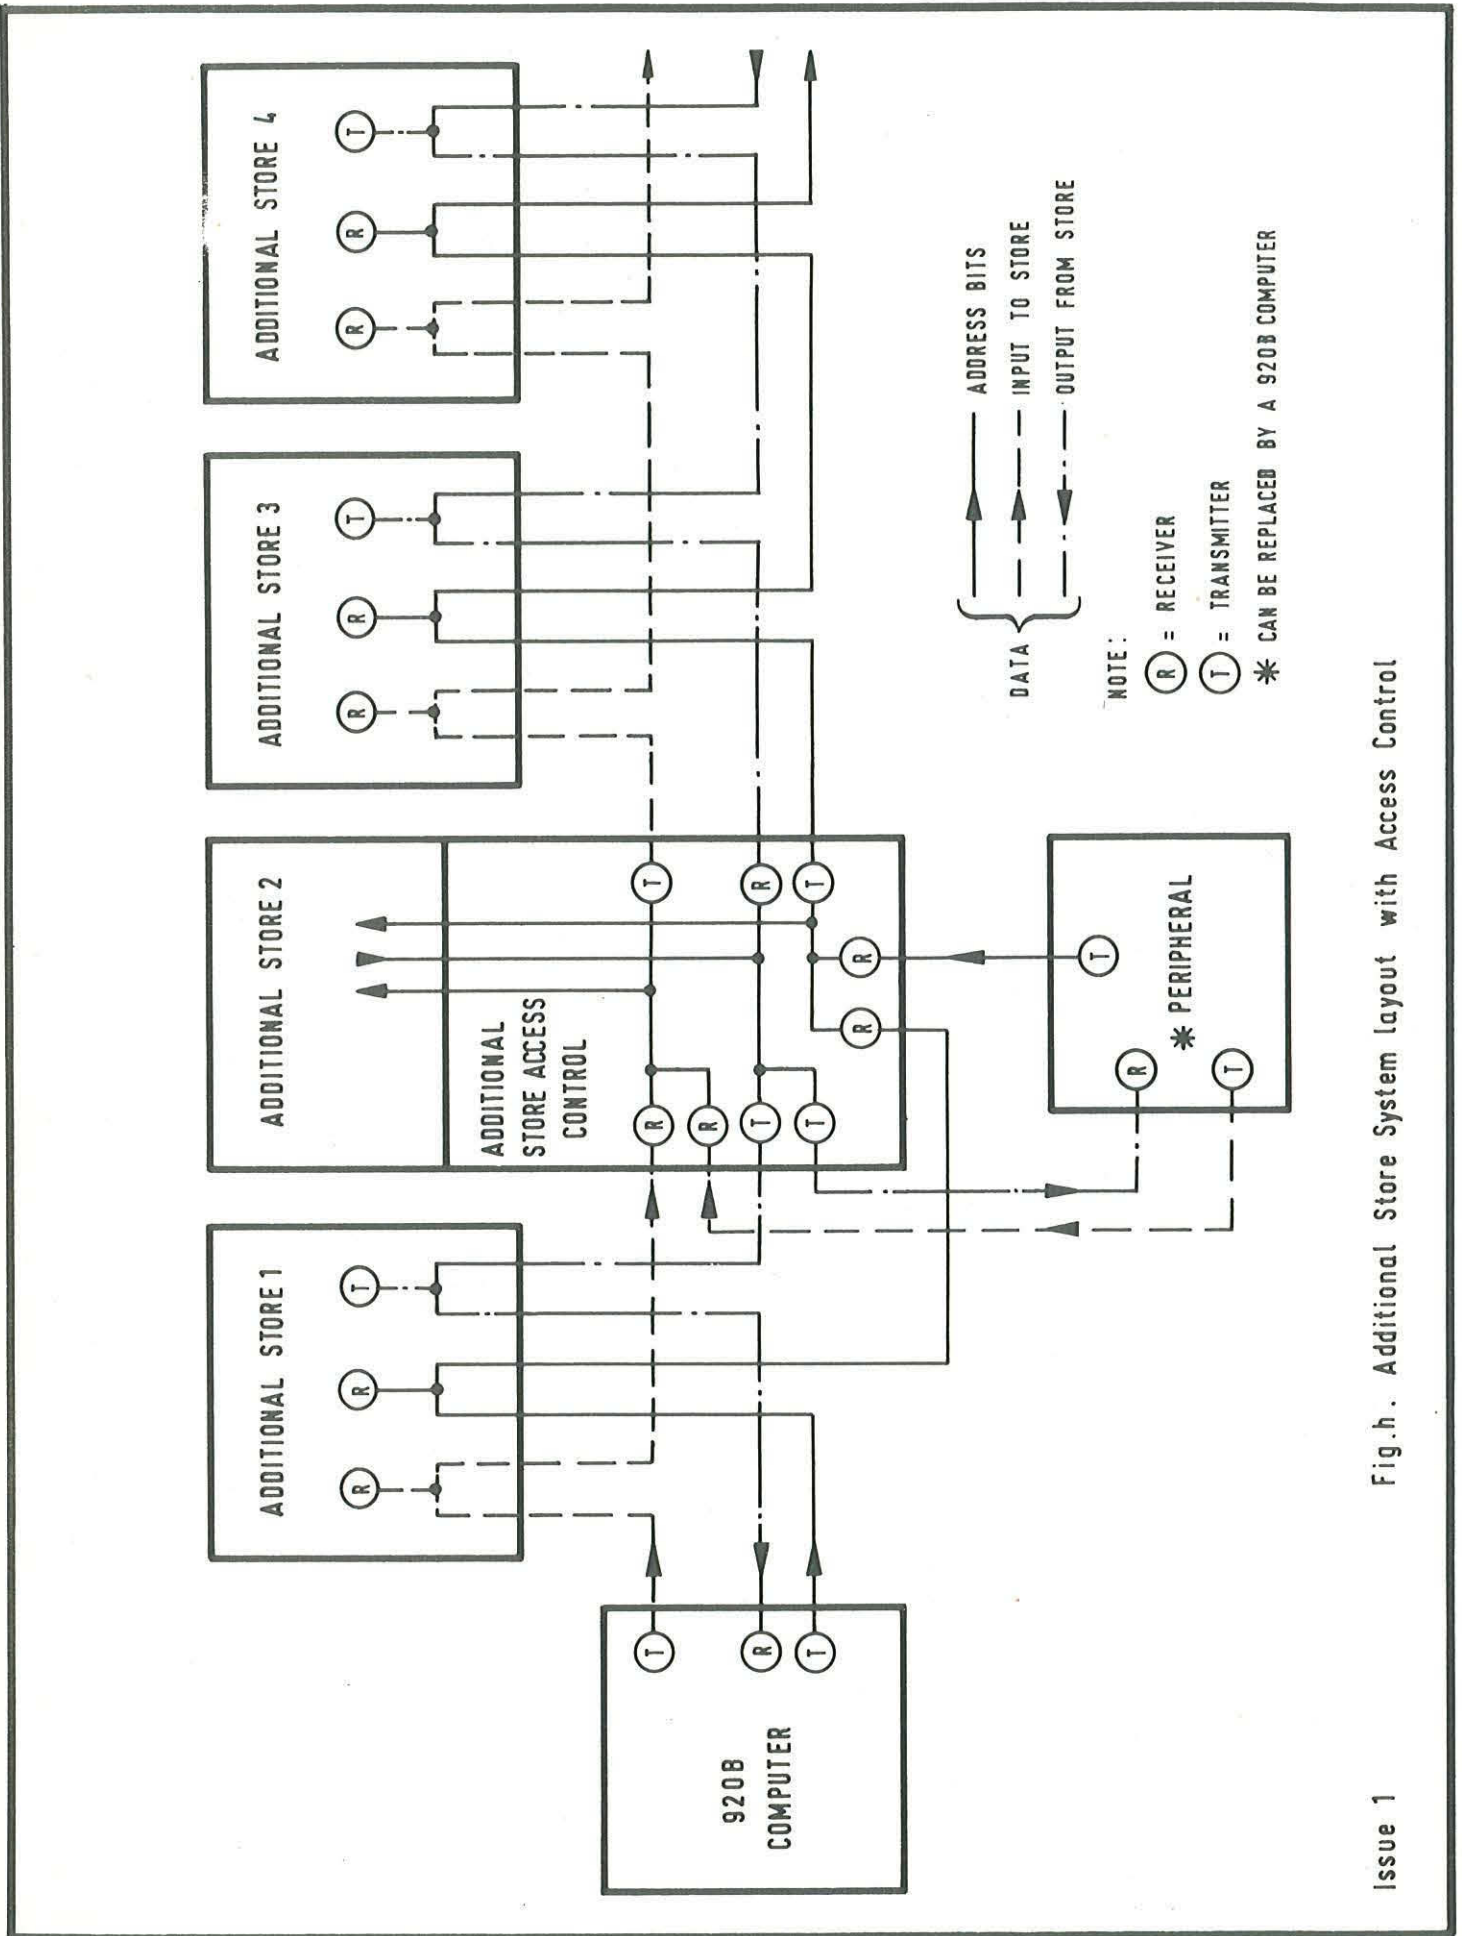 ADDITIONAL STORE 1
R
R
T
ADDITIONAL STORE 2
ADDITIONAL
STORE ACCESS
CONTROL
R
R
T
T
R
R
T
R
T
ADDITIONAL STORE 3
R
R
T
ADDITIONAL STORE 4
R
R
T
920B
COMPUTER
T
R
T
✱ PERIPHERAL
R
T
T
DATA
ADDRESS BITS
INPUT TO STORE
OUTPUT FROM STORE
NOTE:
R = RECEIVER
T = TRANSMITTER
✱ CAN BE REPLACED BY A 920B COMPUTER
Issue 1
Fig.h. Additional Store System layout with Access Control